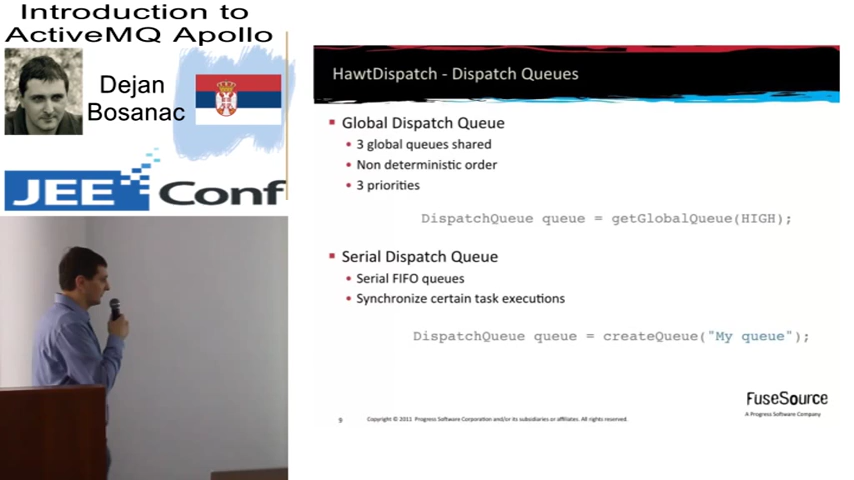 Introduction to
ActiveMQ Apollo
Dejan
Bosanac
JEE Conf
HawtDispatch - Dispatch Queues
Global Dispatch Queue
3 global queues shared
Non deterministic order
3 priorities
DispatchQueue queue = getGlobalQueue(HIGH);
Serial Dispatch Queue
Serial FIFO queues
Synchronize certain task executions
DispatchQueue queue = createQueue("My queue");
FuseSource
A Progress Software Company
9
Copyright © 2011 Progress Software Corporation and/or its subsidiaries or affiliates. All rights reserved.